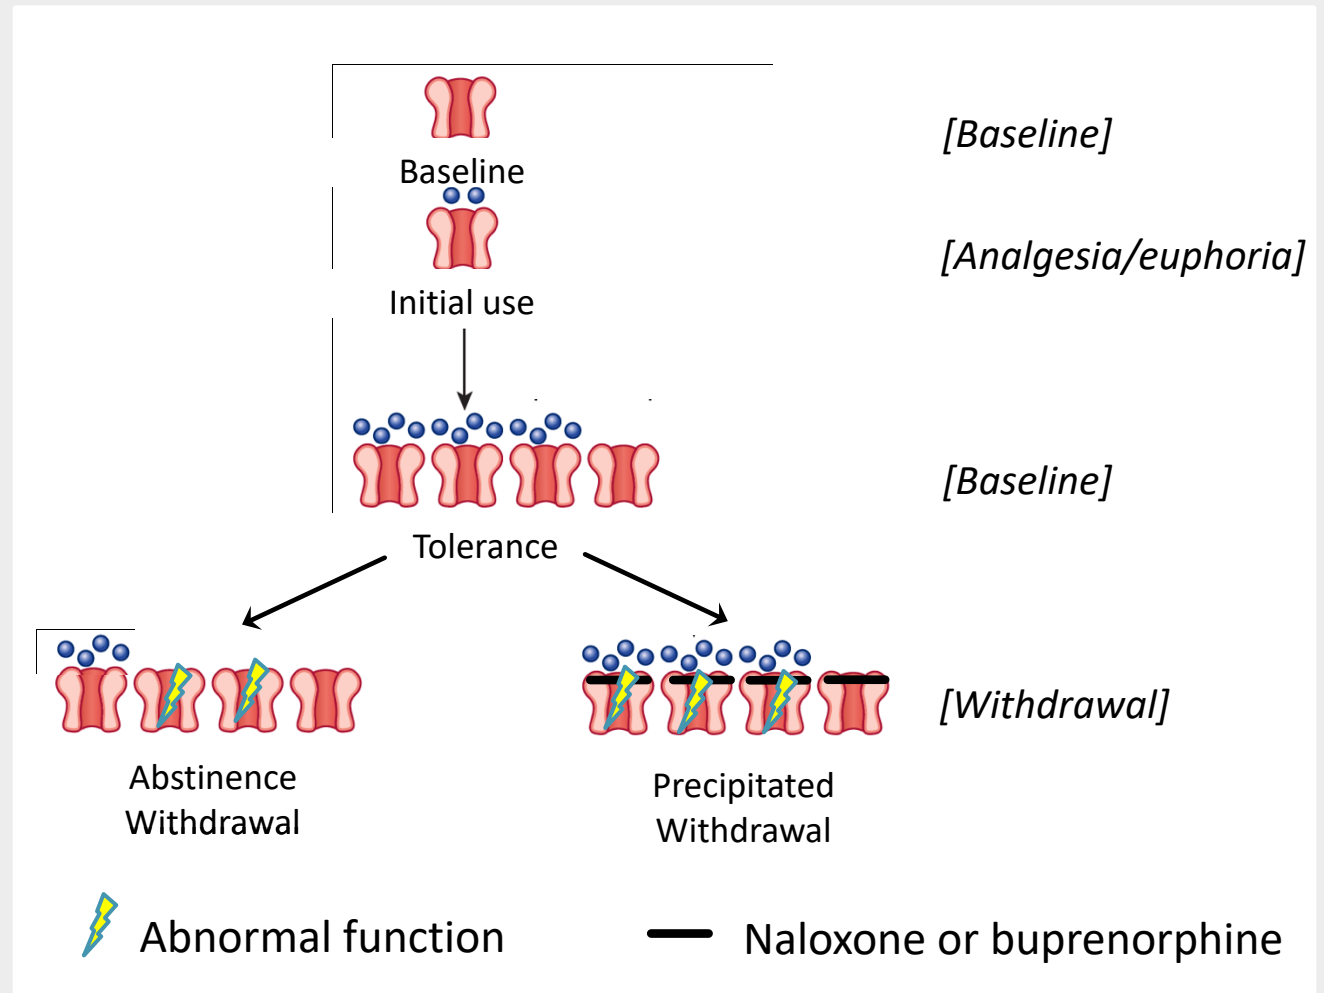 Baseline
[Baseline]
Initial use
[Analgesia/euphoria]
Tolerance
[Baseline]
Abstinence
Withdrawal
Precipitated
Withdrawal
[Withdrawal]
Abnormal function
Naloxone or buprenorphine